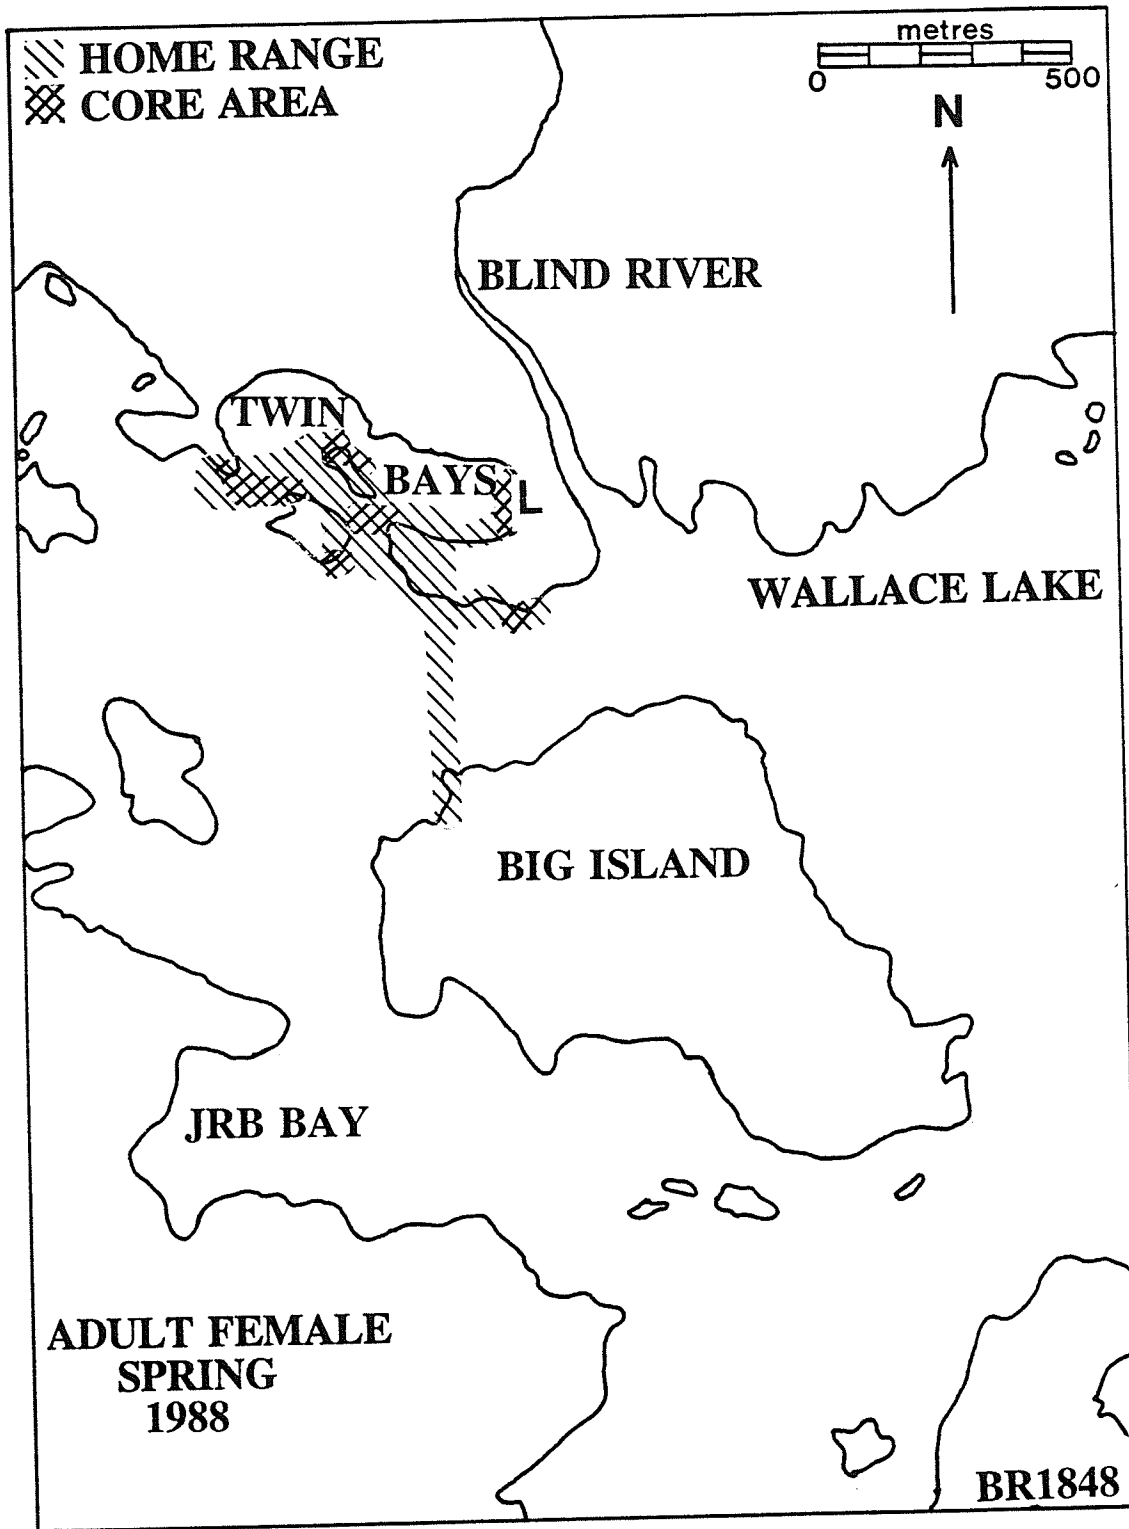 HOME RANGE
CORE AREA
metres
0 500
N
BLIND RIVER
TWIN
BAYS
L
WALLACE LAKE
BIG ISLAND
JRB BAY
ADULT FEMALE
SPRING
1988
BR1848